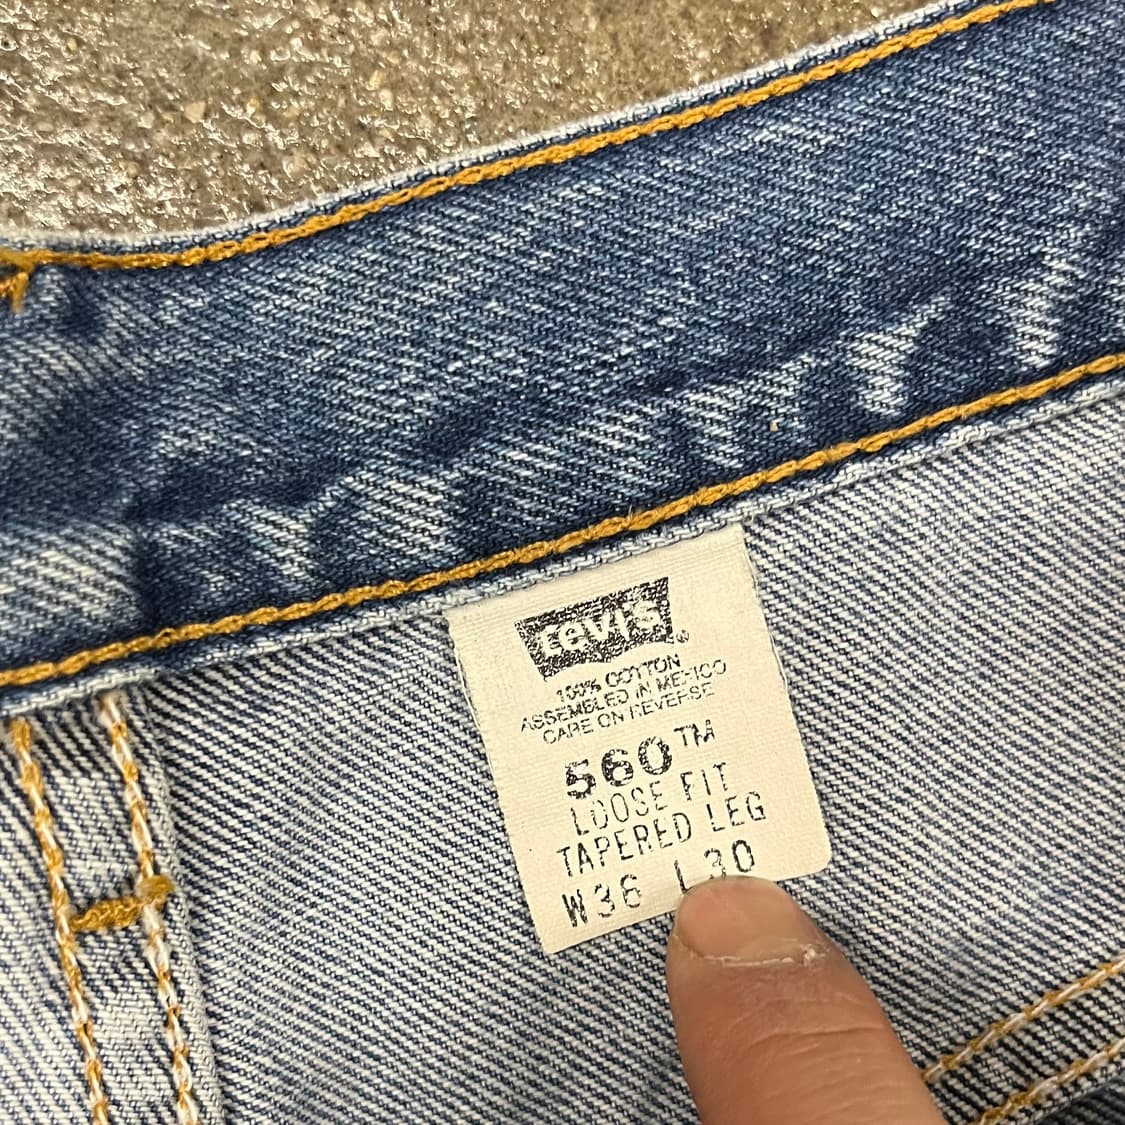 Levi's®
100% COTTON
ASSEMBLED IN MEXICO
CARE ON REVERSE
560™
LOOSE FIT
TAPERED LEG
W36 L30